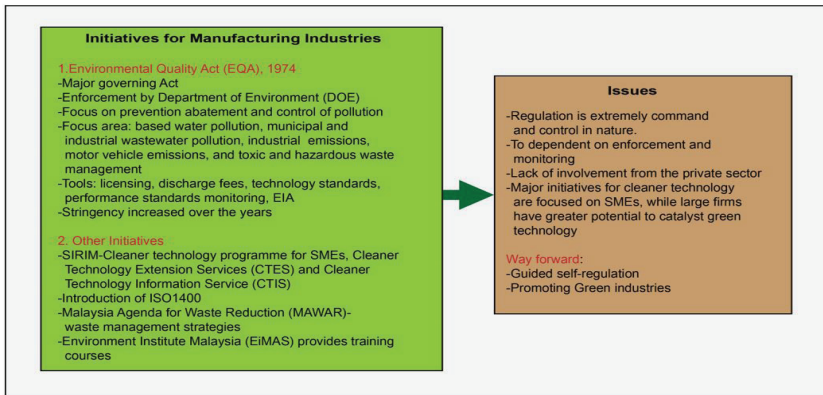 Initiatives for Manufacturing Industries
1.Environmental Quality Act (EQA), 1974
-Major governing Act
-Enforcement by Department of Environment (DOE)
-Focus on prevention abatement and control of pollution
-Focus area: based water pollution, municipal and
industrial wastewater pollution, industrial emissions,
motor vehicle emissions, and toxic and hazardous waste
management
-Tools: licensing, discharge fees, technology standards,
performance standards monitoring, EIA
-Stringency increased over the years
2. Other Initiatives
-SIRIM-Cleaner technology programme for SMEs, Cleaner
Technology Extension Services (CTES) and Cleaner
Technology Information Service (CTIS)
-Introduction of ISO1400
-Malaysia Agenda for Waste Reduction (MAWAR)-
waste management strategies
-Environment Institute Malaysia (EiMAS) provides training
courses
Issues
-Regulation is extremely command
and control in nature.
-To dependent on enforcement and
monitoring
-Lack of involvement from the private sector
-Major initiatives for cleaner technology
are focused on SMEs, while large firms
have greater potential to catalyst green
technology
Way forward:
-Guided self-regulation
-Promoting Green industries